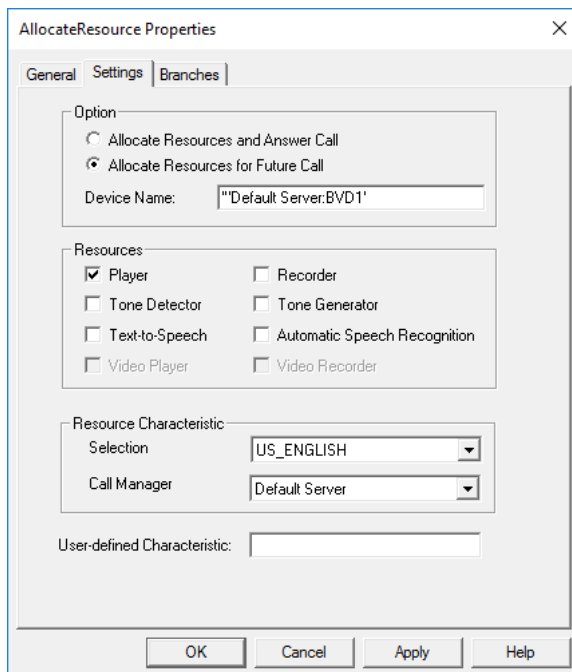 AllocateResource Properties
General Settings Branches
Option
Allocate Resources and Answer Call
Allocate Resources for Future Call
Device Name: "'Default Server:BVD1'
Resources
Player Recorder
Tone Detector Tone Generator
Text-to-Speech Automatic Speech Recognition
Video Player Video Recorder
Resource Characteristic
Selection US_ENGLISH
Call Manager Default Server
User-defined Characteristic:
OK Cancel Apply Help